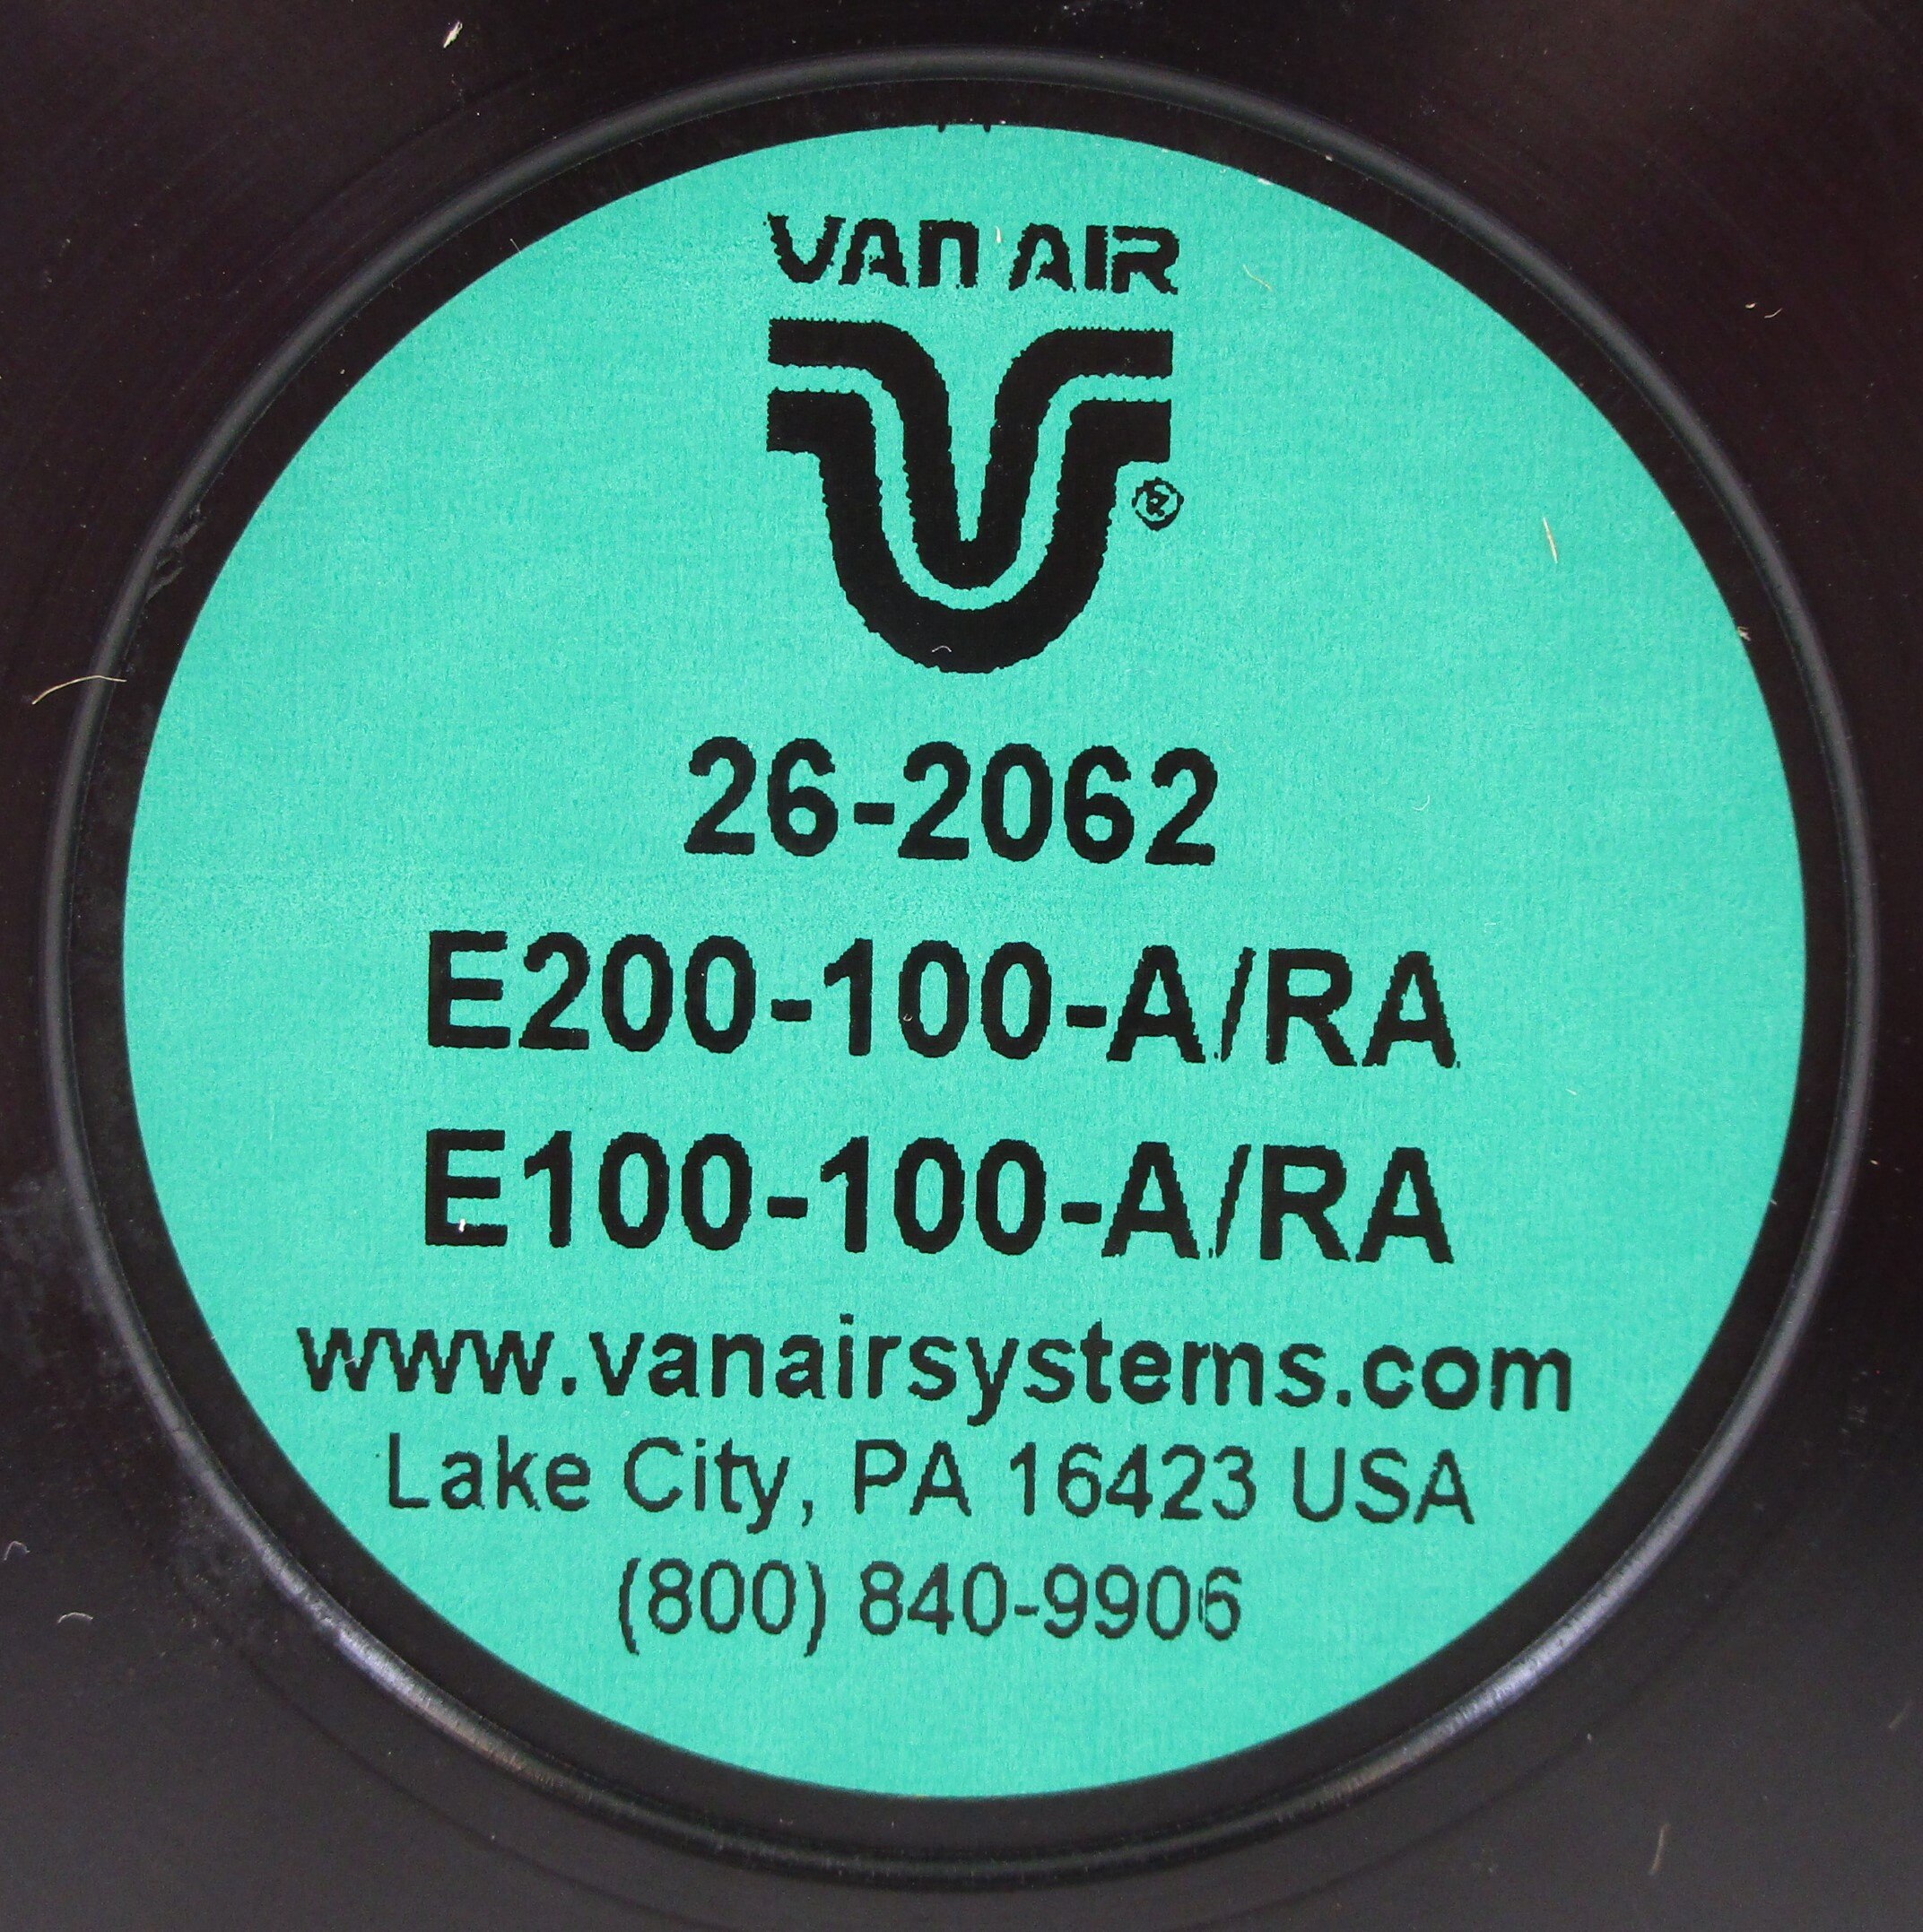 VAN AIR
®
26-2062
E200-100-A/RA
E100-100-A/RA
www.vanairsystems.com
Lake City, PA 16423 USA
(800) 840-9906